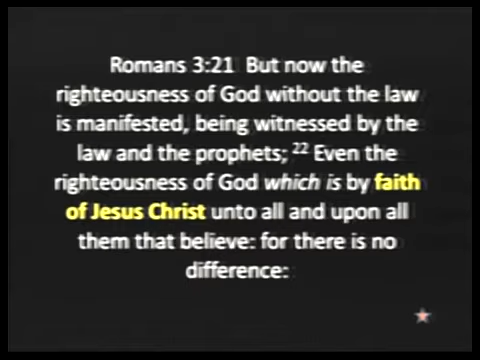 Romans 3:21 But now the
righteousness of God without the law
is manifested, being witnessed by the
law and the prophets; 22 Even the
righteousness of God which is by faith
of Jesus Christ unto all and upon all
them that believe: for there is no
difference: